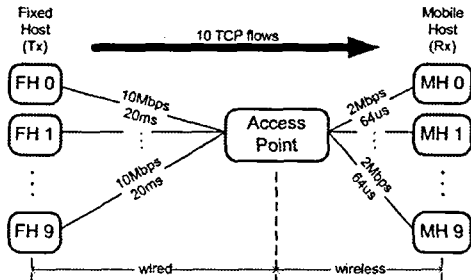 Fixed
Host
(Tx)
10 TCP flows
Mobile
Host
(Rx)
FH 0
10Mbps
20ms
2Mbps
64us
MH 0
FH 1
Access
Point
MH 1
10Mbps
20ms
2Mbps
64us
FH 9
MH 9
wired
wireless